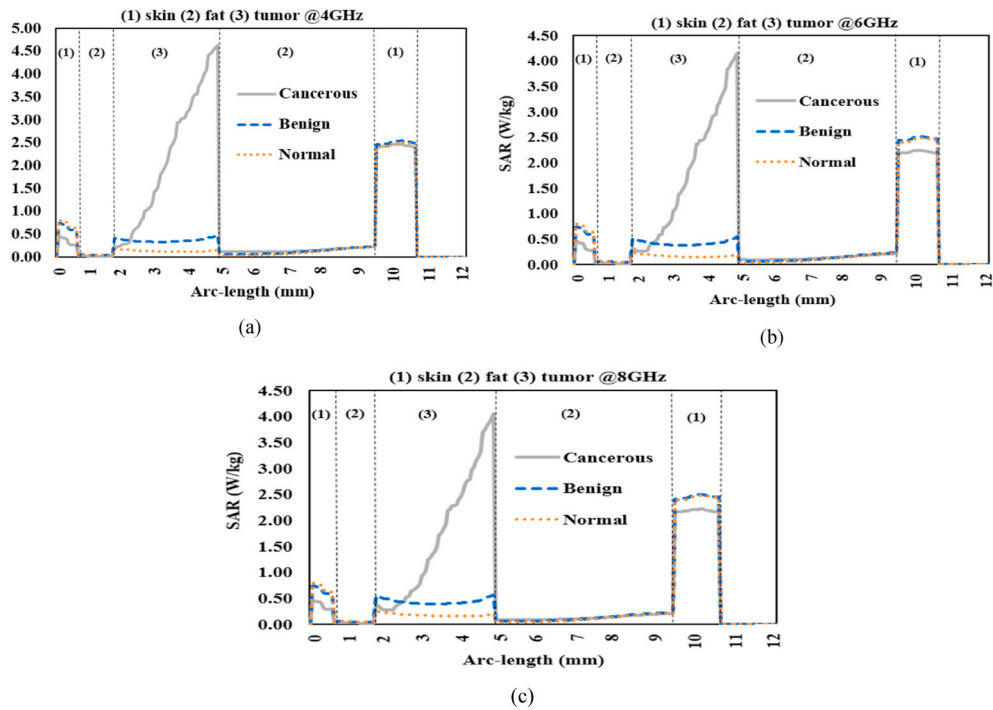 (1) skin (2) fat (3) tumor @4GHz
5.00
4.50
4.00
3.50
3.00
2.50
2.00
1.50
1.00
0.50
0.00
(1) (2) (3) (2) (1)
Cancerous
Benign
Normal
0 1 2 3 4 5 6 7 8 9 10 11 12
Arc-length (mm)
(a)
(1) skin (2) fat (3) tumor @6GHz
4.50
4.00
3.50
3.00
2.50
2.00
1.50
1.00
0.50
0.00
SAR (W/kg)
(1) (2) (3) (2) (1)
Cancerous
Benign
Normal
0 1 2 3 4 5 6 7 8 9 10 11 12
Arc-length (mm)
(b)
(1) skin (2) fat (3) tumor @8GHz
4.50
4.00
3.50
3.00
2.50
2.00
1.50
1.00
0.50
0.00
SAR (W/kg)
(1) (2) (3) (2) (1)
Cancerous
Benign
Normal
0 1 2 3 4 5 6 7 8 9 10 11 12
Arc-length (mm)
(c)